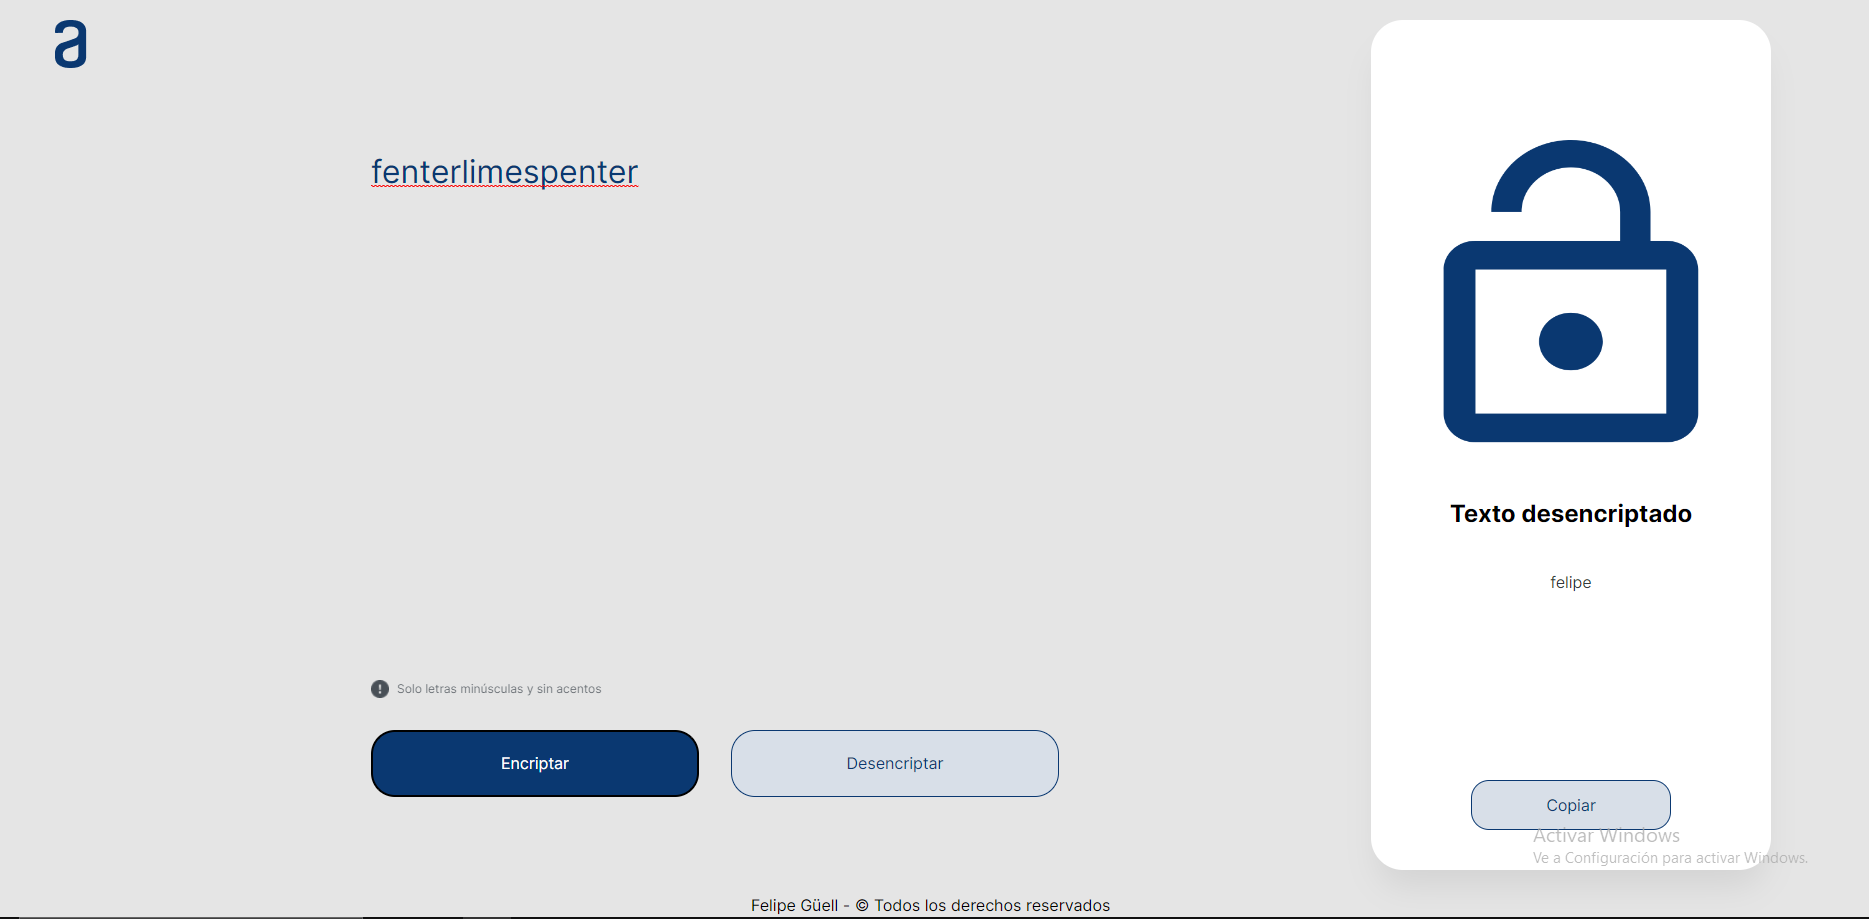 a
fenterlimespenter
! Solo letras minúsculas y sin acentos
Encriptar
Desencriptar
Texto desencriptado
felipe
Copiar
Activar Windows
Ve a Configuración para activar Windows.
Felipe Güell - © Todos los derechos reservados